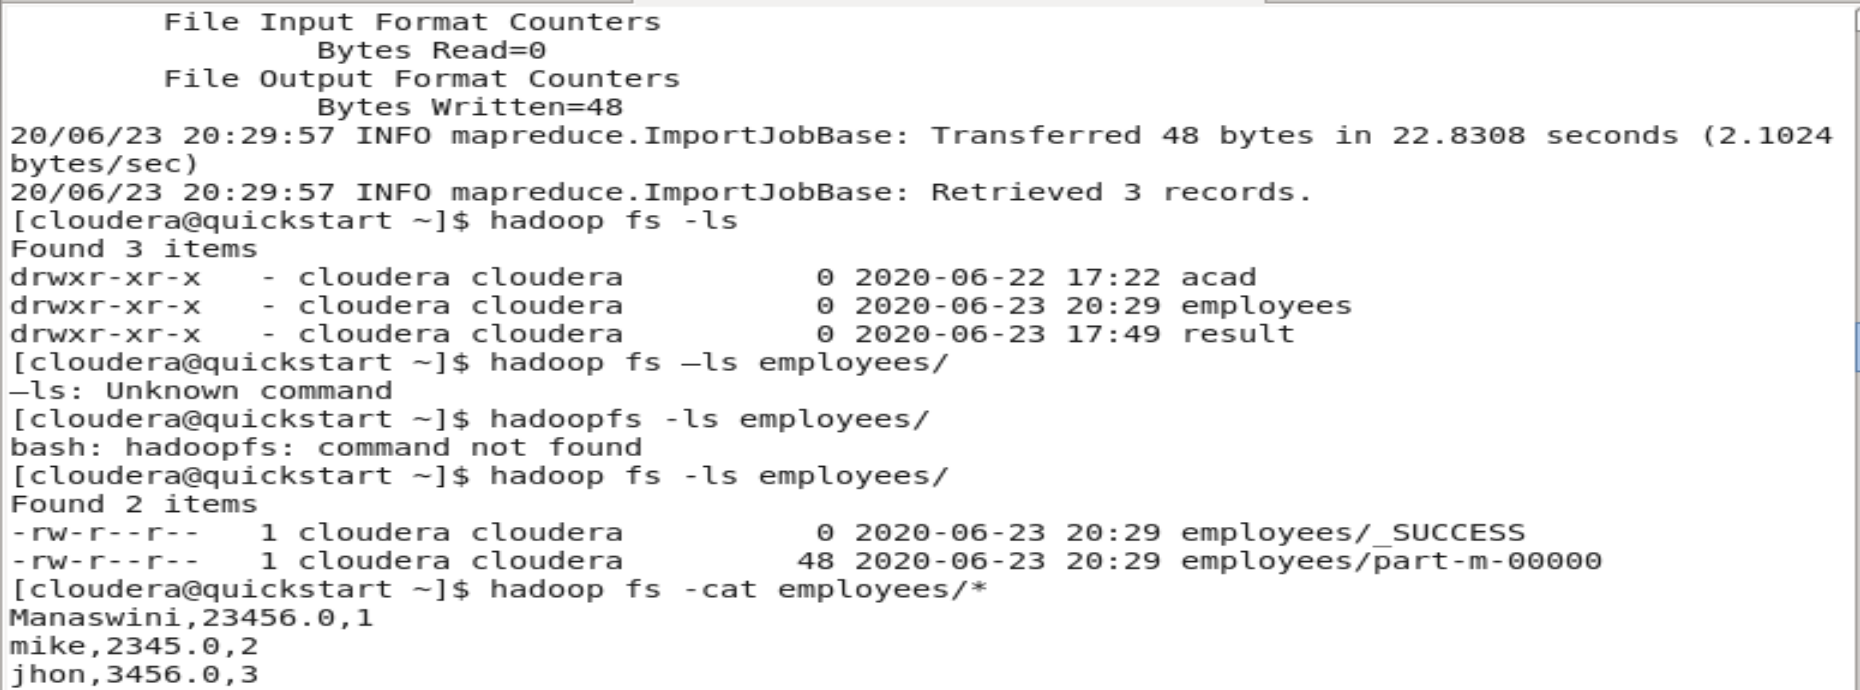 File Input Format Counters
Bytes Read=0
File Output Format Counters
Bytes Written=48
20/06/23 20:29:57 INFO mapreduce.ImportJobBase: Transferred 48 bytes in 22.8308 seconds (2.1024
bytes/sec)
20/06/23 20:29:57 INFO mapreduce.ImportJobBase: Retrieved 3 records.
[cloudera@quickstart ~]$ hadoop fs -ls
Found 3 items
drwxr-xr-x   - cloudera cloudera          0 2020-06-22 17:22 acad
drwxr-xr-x   - cloudera cloudera          0 2020-06-23 20:29 employees
drwxr-xr-x   - cloudera cloudera          0 2020-06-23 17:49 result
[cloudera@quickstart ~]$ hadoop fs –ls employees/
–ls: Unknown command
[cloudera@quickstart ~]$ hadoopfs -ls employees/
bash: hadoopfs: command not found
[cloudera@quickstart ~]$ hadoop fs -ls employees/
Found 2 items
-rw-r--r--   1 cloudera cloudera          0 2020-06-23 20:29 employees/_SUCCESS
-rw-r--r--   1 cloudera cloudera         48 2020-06-23 20:29 employees/part-m-00000
[cloudera@quickstart ~]$ hadoop fs -cat employees/*
Manaswini,23456.0,1
mike,2345.0,2
jhon,3456.0,3